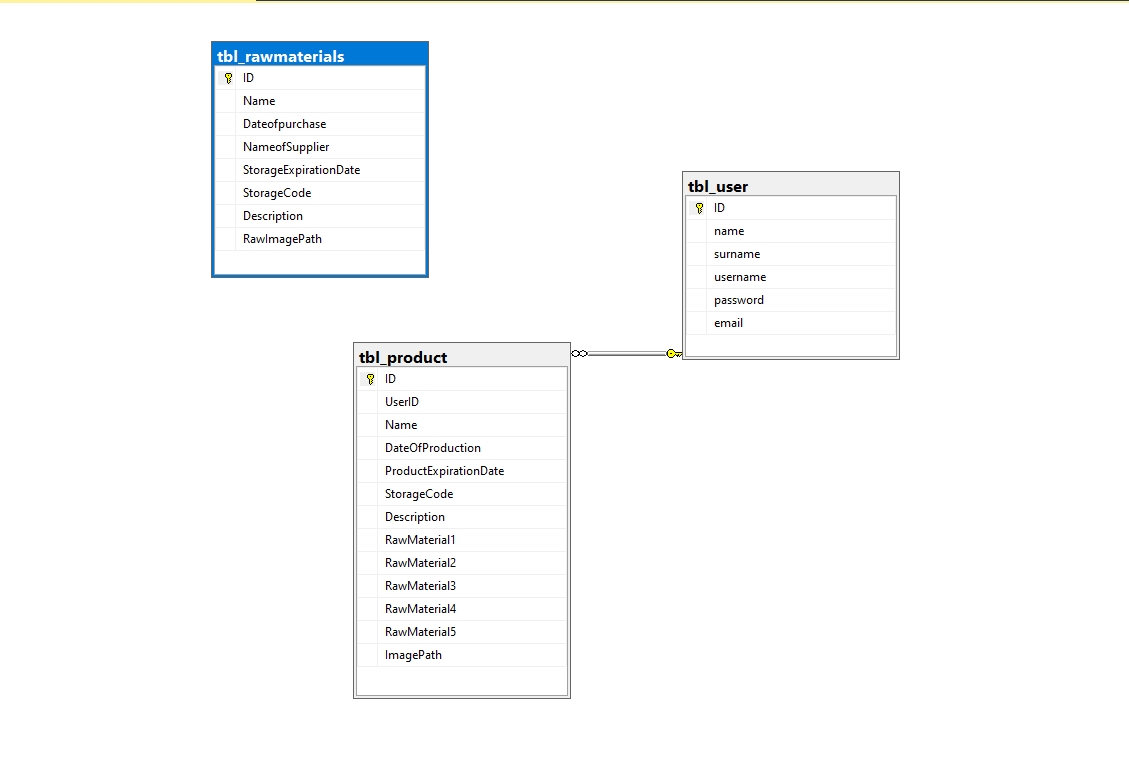 tbl_rawmaterials
ID
Name
Dateofpurchase
NameofSupplier
StorageExpirationDate
StorageCode
Description
RawImagePath
tbl_user
ID
name
surname
username
password
email
tbl_product
ID
UserID
Name
DateOfProduction
ProductExpirationDate
StorageCode
Description
RawMaterial1
RawMaterial2
RawMaterial3
RawMaterial4
RawMaterial5
ImagePath